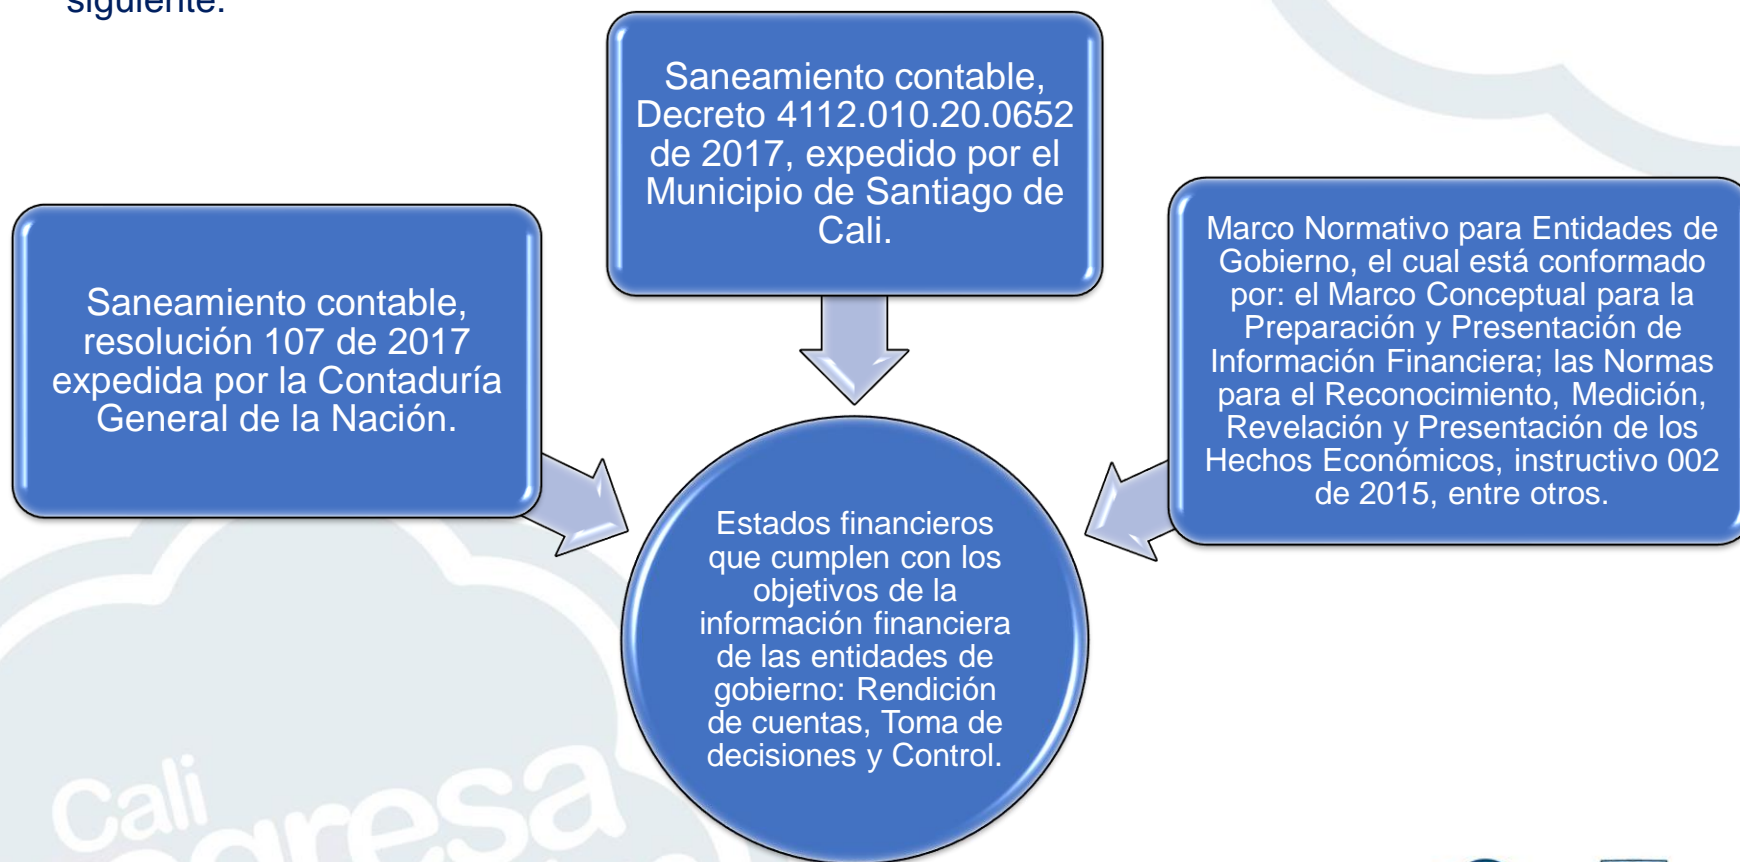 siguiente:
Saneamiento contable,
Decreto 4112.010.20.0652
de 2017, expedido por el
Municipio de Santiago de
Cali.
Saneamiento contable,
resolución 107 de 2017
expedida por la Contaduría
General de la Nación.
Marco Normativo para Entidades de
Gobierno, el cual está conformado
por: el Marco Conceptual para la
Preparación y Presentación de
Información Financiera; las Normas
para el Reconocimiento, Medición,
Revelación y Presentación de los
Hechos Económicos, instructivo 002
de 2015, entre otros.
Estados financieros
que cumplen con los
objetivos de la
información financiera
de las entidades de
gobierno: Rendición
de cuentas, Toma de
decisiones y Control.
Cali